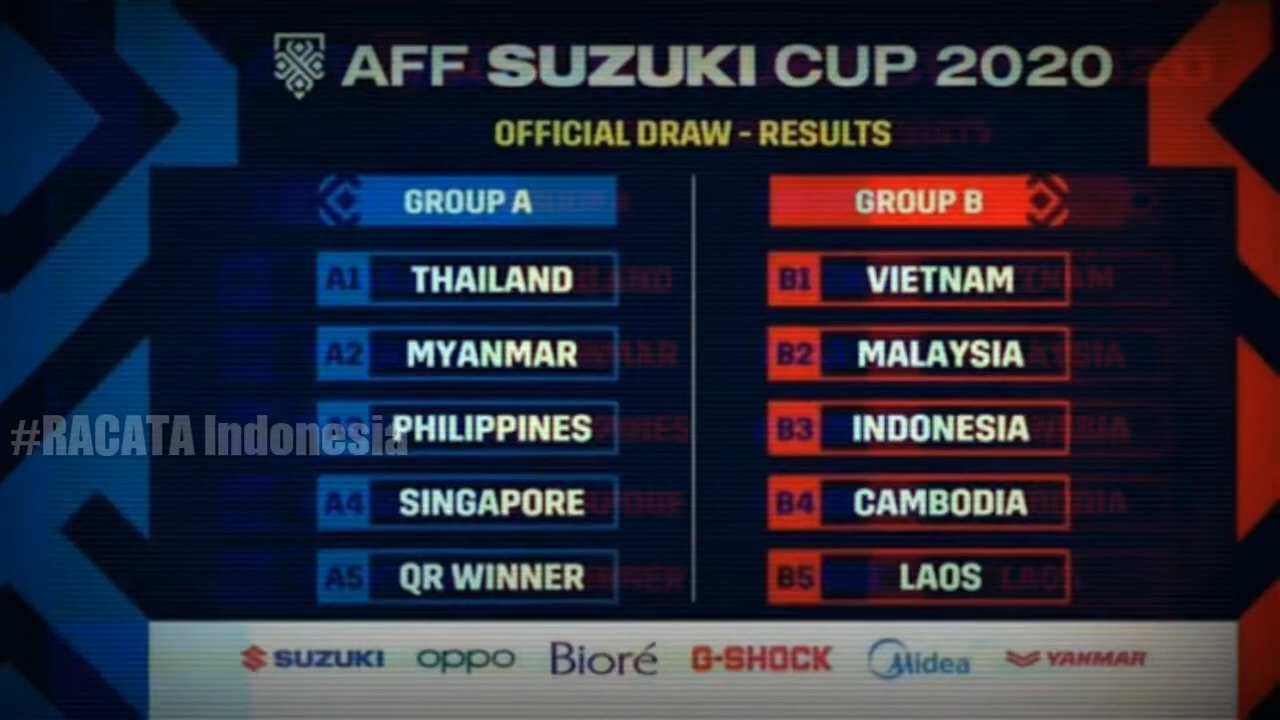 AFF SUZUKI CUP 2020
OFFICIAL DRAW - RESULTS
GROUP A
A1 THAILAND
A2 MYANMAR
#RACATA Indonesia
PHILIPPINES
A4 SINGAPORE
A5 QR WINNER
GROUP B
B1 VIETNAM
B2 MALAYSIA
B3 INDONESIA
B4 CAMBODIA
B5 LAOS
SUZUKI oppo Bioré G-SHOCK Midea YANMAR